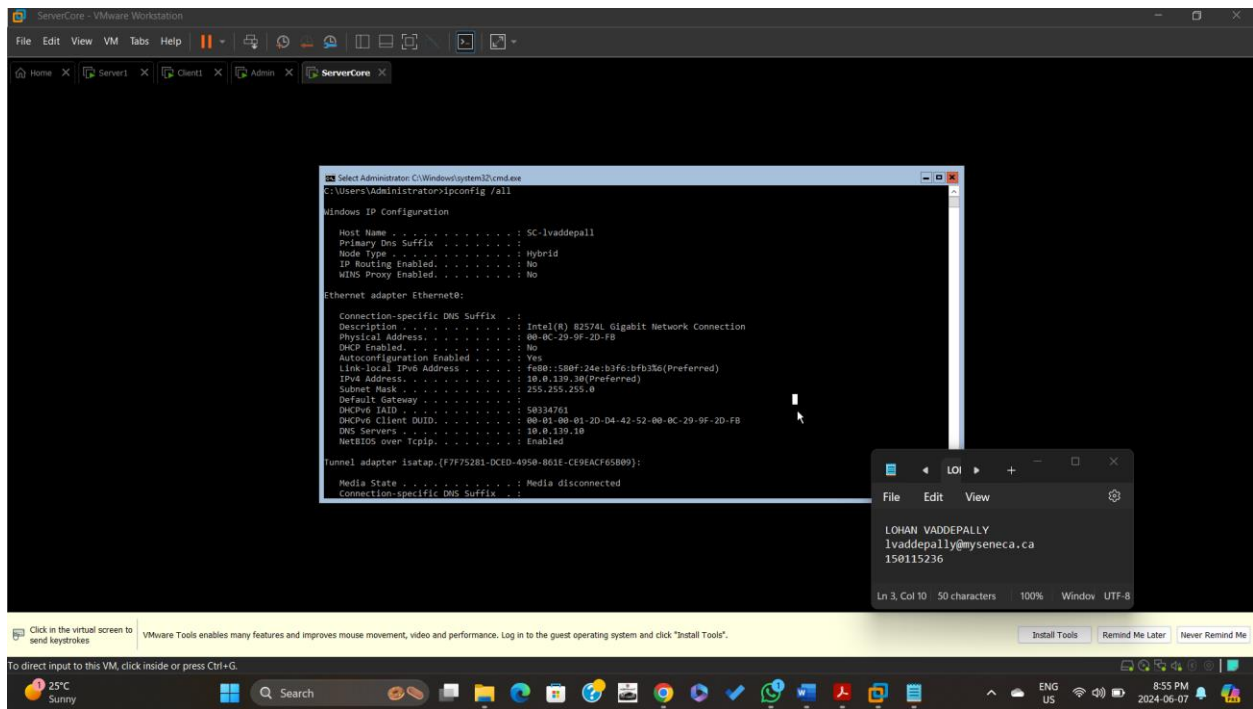 ServerCore - VMware Workstation
File Edit View VM Tabs Help
Home Server1 Client1 Admin ServerCore
Select Administrator: C:\Windows\system32\cmd.exe
C:\Users\Administrator>ipconfig /all
Windows IP Configuration
Host Name . . . . . . . . . . . . : SC-lvaddepall
Primary Dns Suffix . . . . . . . :
Node Type . . . . . . . . . . . . : Hybrid
IP Routing Enabled. . . . . . . . : No
WINS Proxy Enabled. . . . . . . . : No
Ethernet adapter Ethernet0:
Connection-specific DNS Suffix . :
Description . . . . . . . . . . . : Intel(R) 82574L Gigabit Network Connection
Physical Address. . . . . . . . . : 00-0C-29-9F-2D-FB
DHCP Enabled. . . . . . . . . . . : No
Autoconfiguration Enabled . . . . : Yes
Link-local IPv6 Address . . . . . : fe80::580f:24e:b3f6:bfb3%6(Preferred)
IPv4 Address. . . . . . . . . . . : 10.0.139.30(Preferred)
Subnet Mask . . . . . . . . . . . : 255.255.255.0
Default Gateway . . . . . . . . . :
DHCPv6 IAID . . . . . . . . . . . : 50334761
DHCPv6 Client DUID. . . . . . . . : 00-01-00-01-2D-D4-42-52-00-0C-29-9F-2D-FB
DNS Servers . . . . . . . . . . . : 10.0.139.10
NetBIOS over Tcpip. . . . . . . . : Enabled
Tunnel adapter isatap.{F7F75281-DCED-4950-861E-CE9EACF65B09}:
Media State . . . . . . . . . . . : Media disconnected
Connection-specific DNS Suffix . :
LOI
File Edit View
LOHAN VADDEPALLY
lvaddepally@myseneca.ca
150115236
Ln 3, Col 10 50 characters 100% Windov UTF-8
Click in the virtual screen to
send keystrokes
VMware Tools enables many features and improves mouse movement, video and performance. Log in to the guest operating system and click "Install Tools".
Install Tools Remind Me Later Never Remind Me
To direct input to this VM, click inside or press Ctrl+G.
1
25°C
Sunny
Search
1
ENG
US
8:55 PM
2024-06-07